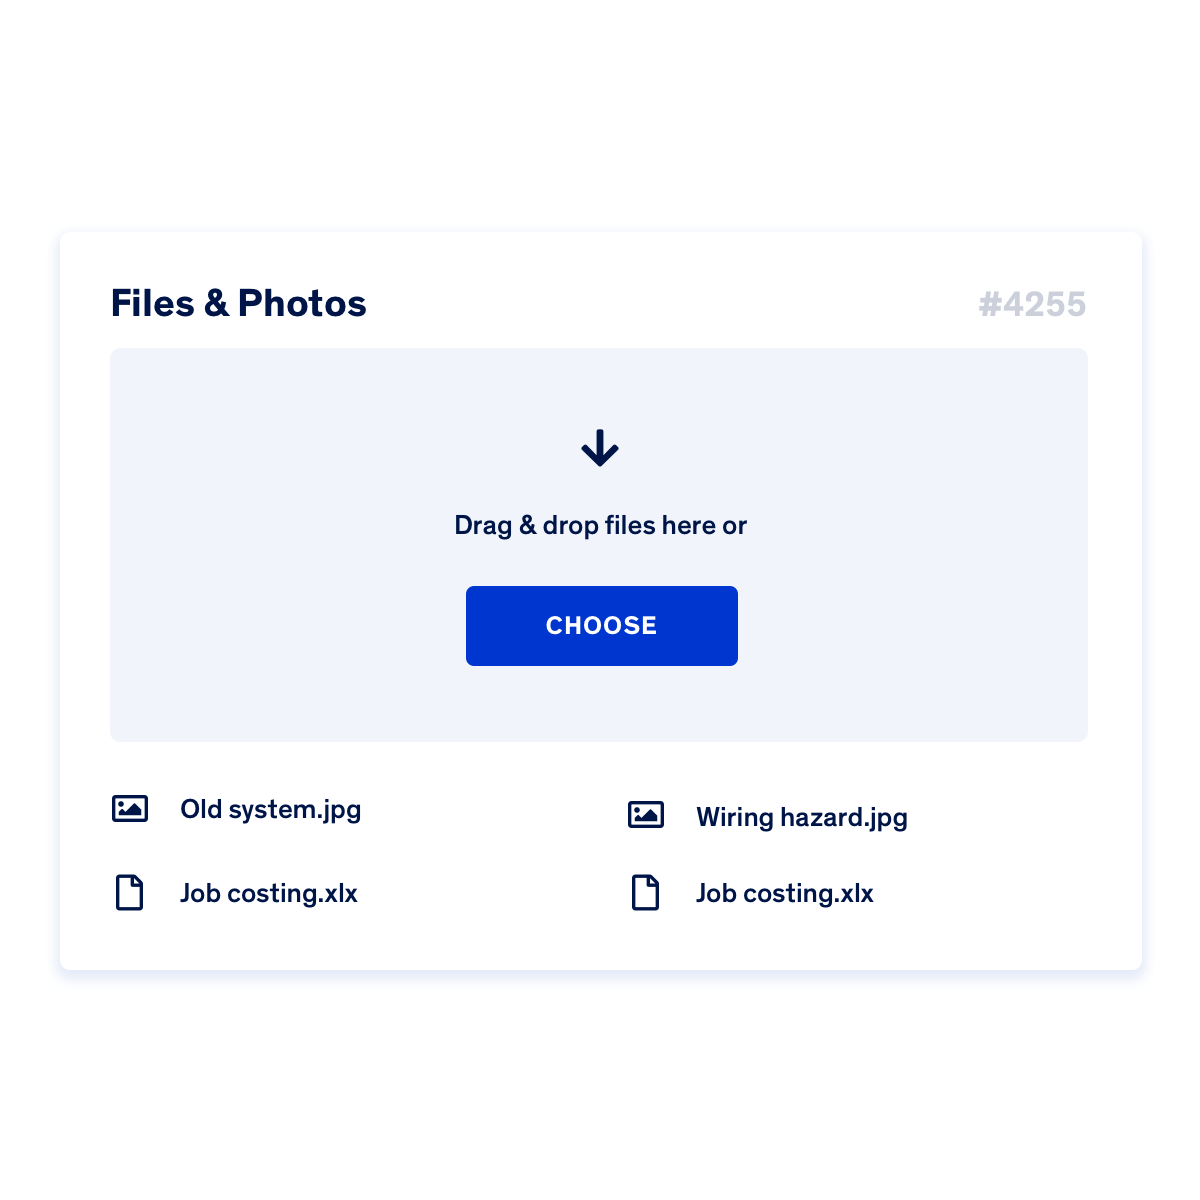 Files & Photos
#4255
Drag & drop files here or
CHOOSE
Old system.jpg
Wiring hazard.jpg
Job costing.xlx
Job costing.xlx